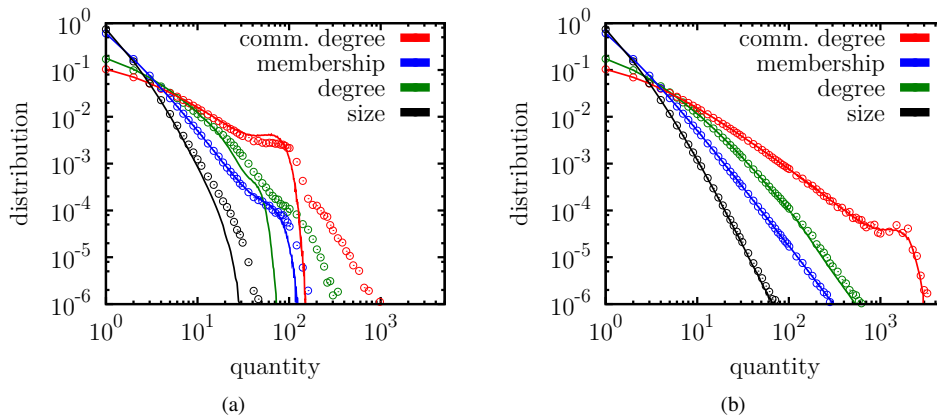 10^0
10^-1
10^-2
10^-3
10^-4
10^-5
10^-6
distribution
comm. degree
membership
degree
size
10^0
10^1
10^2
10^3
quantity
(a)
10^0
10^-1
10^-2
10^-3
10^-4
10^-5
10^-6
distribution
comm. degree
membership
degree
size
10^0
10^1
10^2
10^3
quantity
(b)